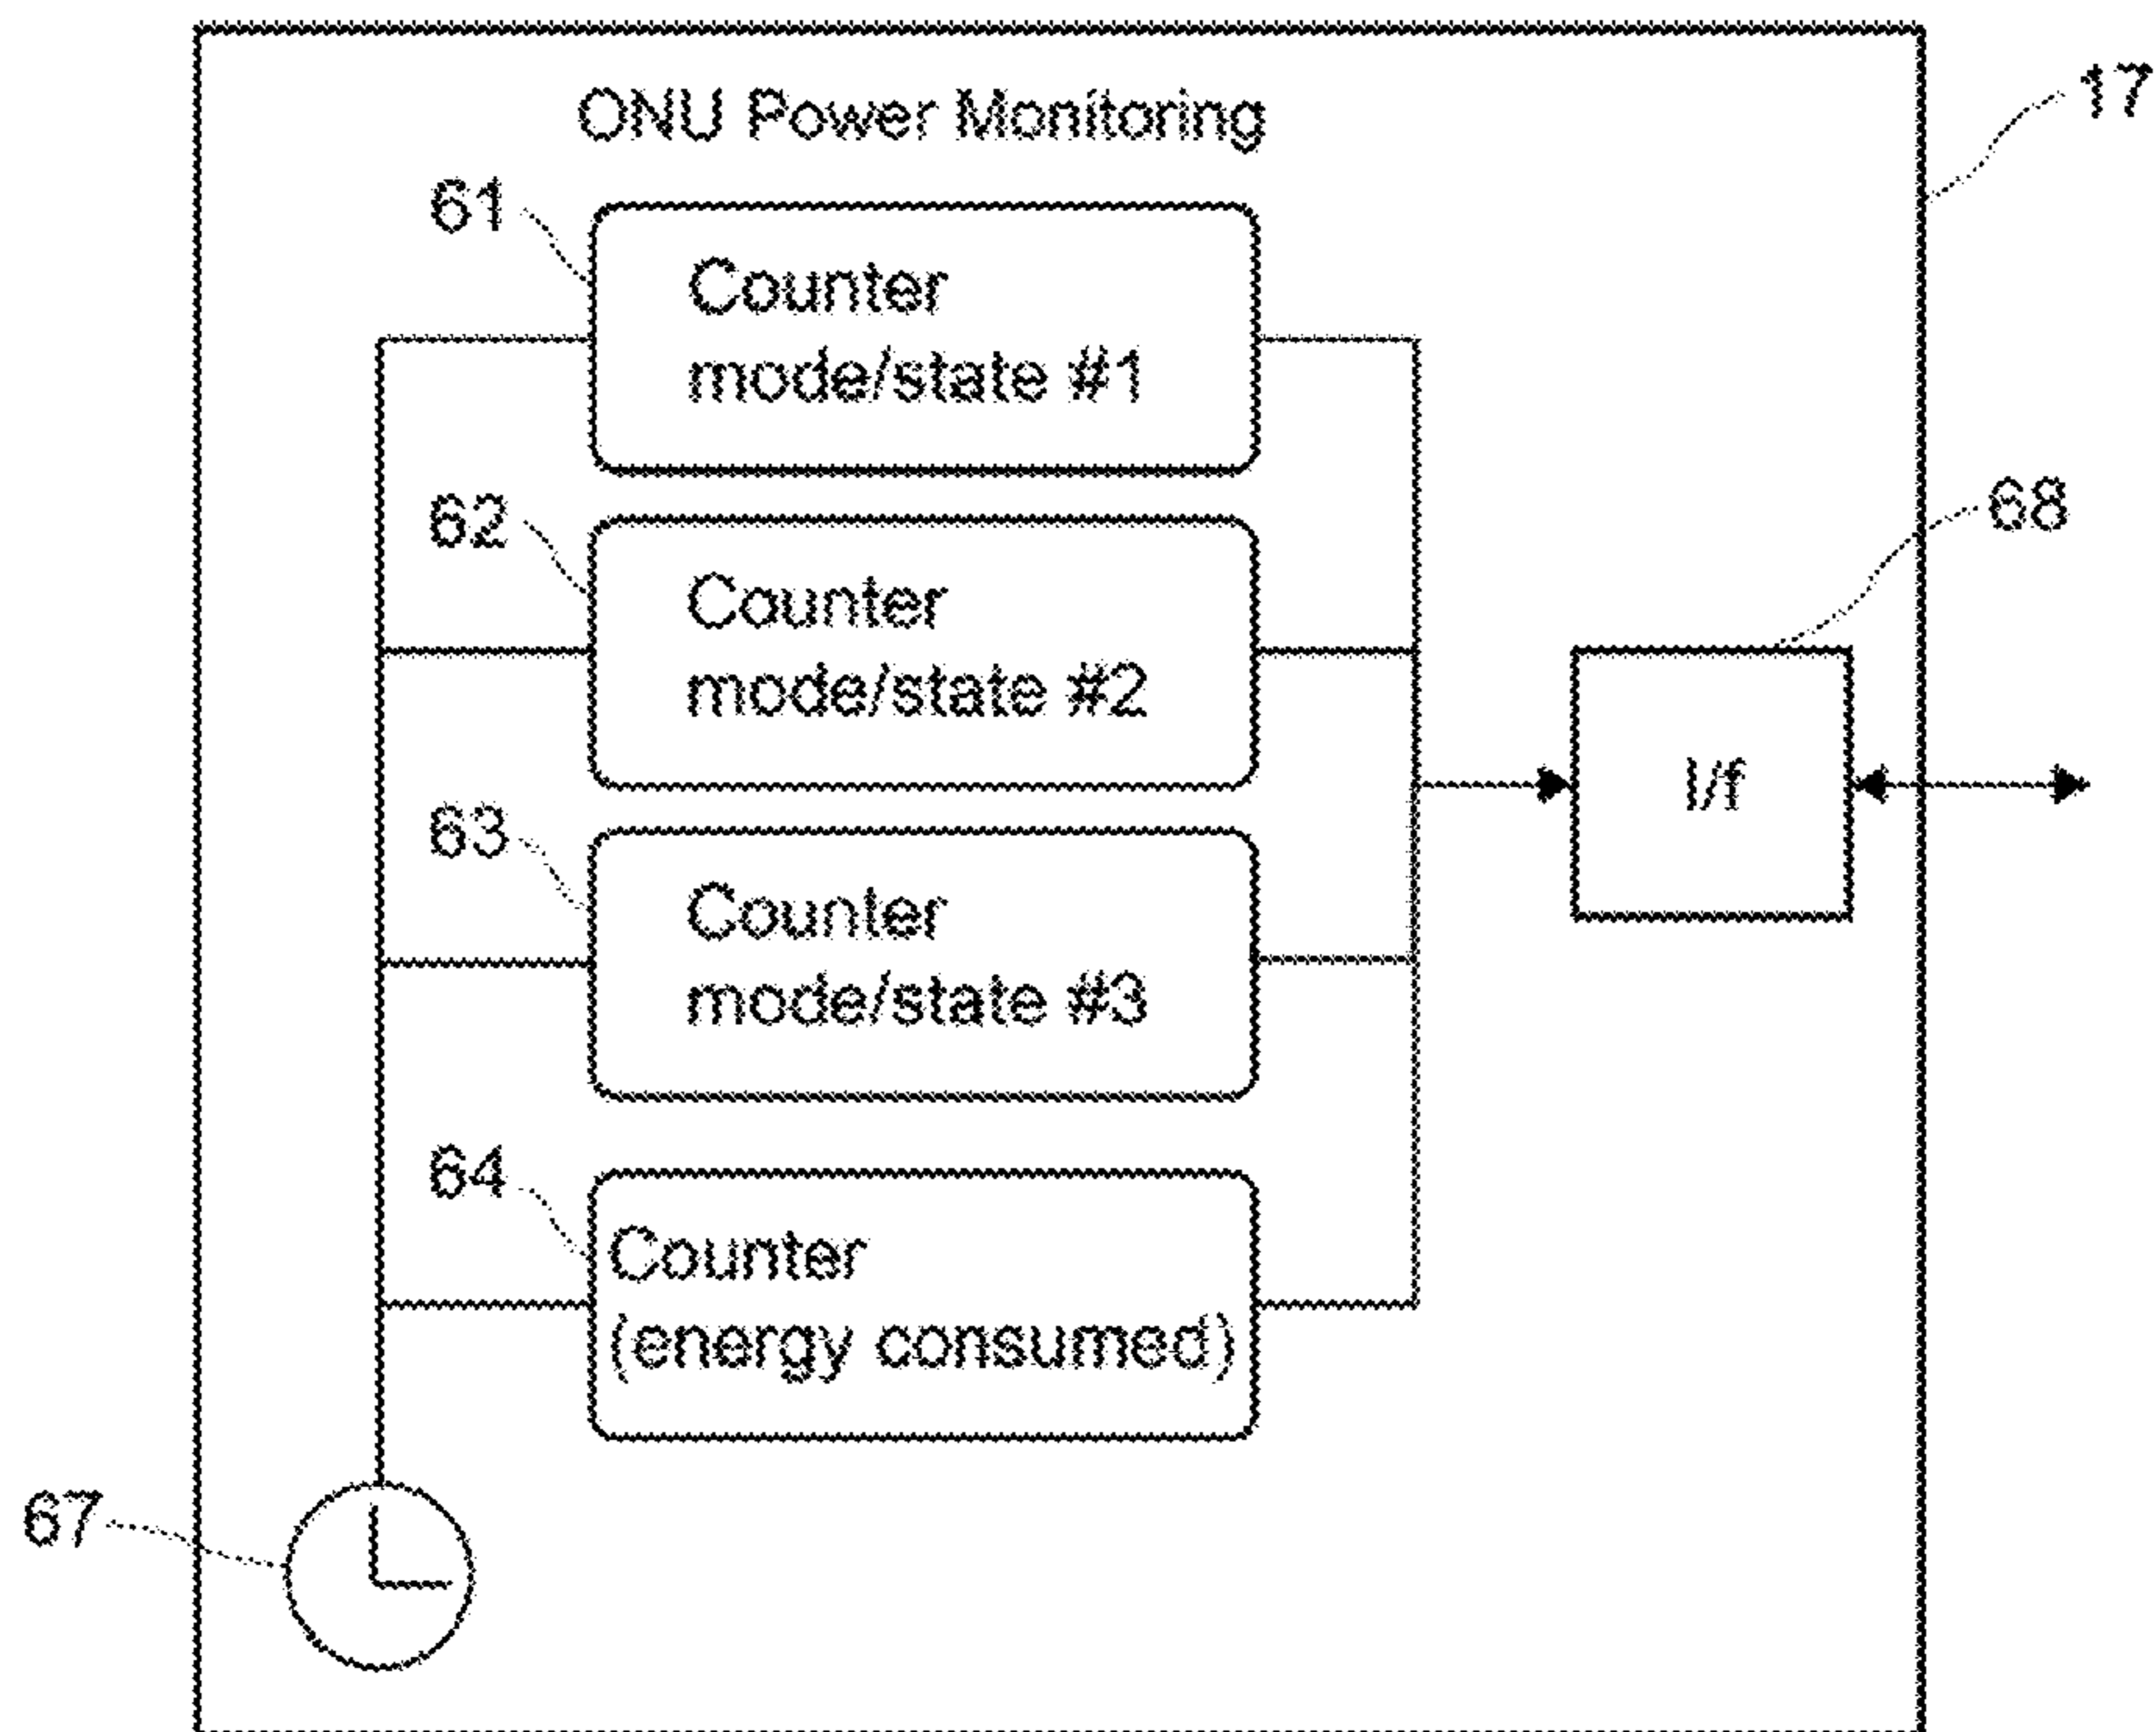 ONU Power Monitoring
17
61
Counter
mode/state #1
62
Counter
mode/state #2
68
I/f
63
Counter
mode/state #3
64
Counter
(energy consumed)
67